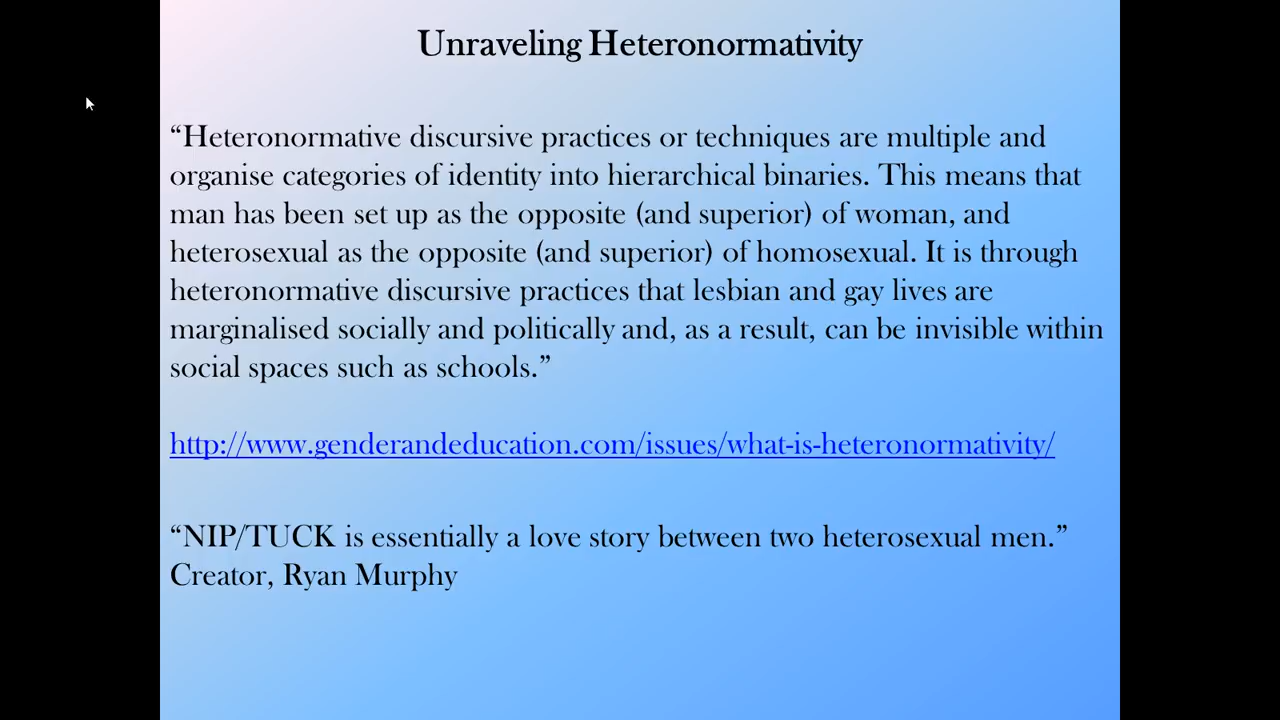 Unraveling Heteronormativity
“Heteronormative discursive practices or techniques are multiple and
organise categories of identity into hierarchical binaries. This means that
man has been set up as the opposite (and superior) of woman, and
heterosexual as the opposite (and superior) of homosexual. It is through
heteronormative discursive practices that lesbian and gay lives are
marginalised socially and politically and, as a result, can be invisible within
social spaces such as schools.”
http://www.genderandeducation.com/issues/what-is-heteronormativity/
“NIP/TUCK is essentially a love story between two heterosexual men.”
Creator, Ryan Murphy